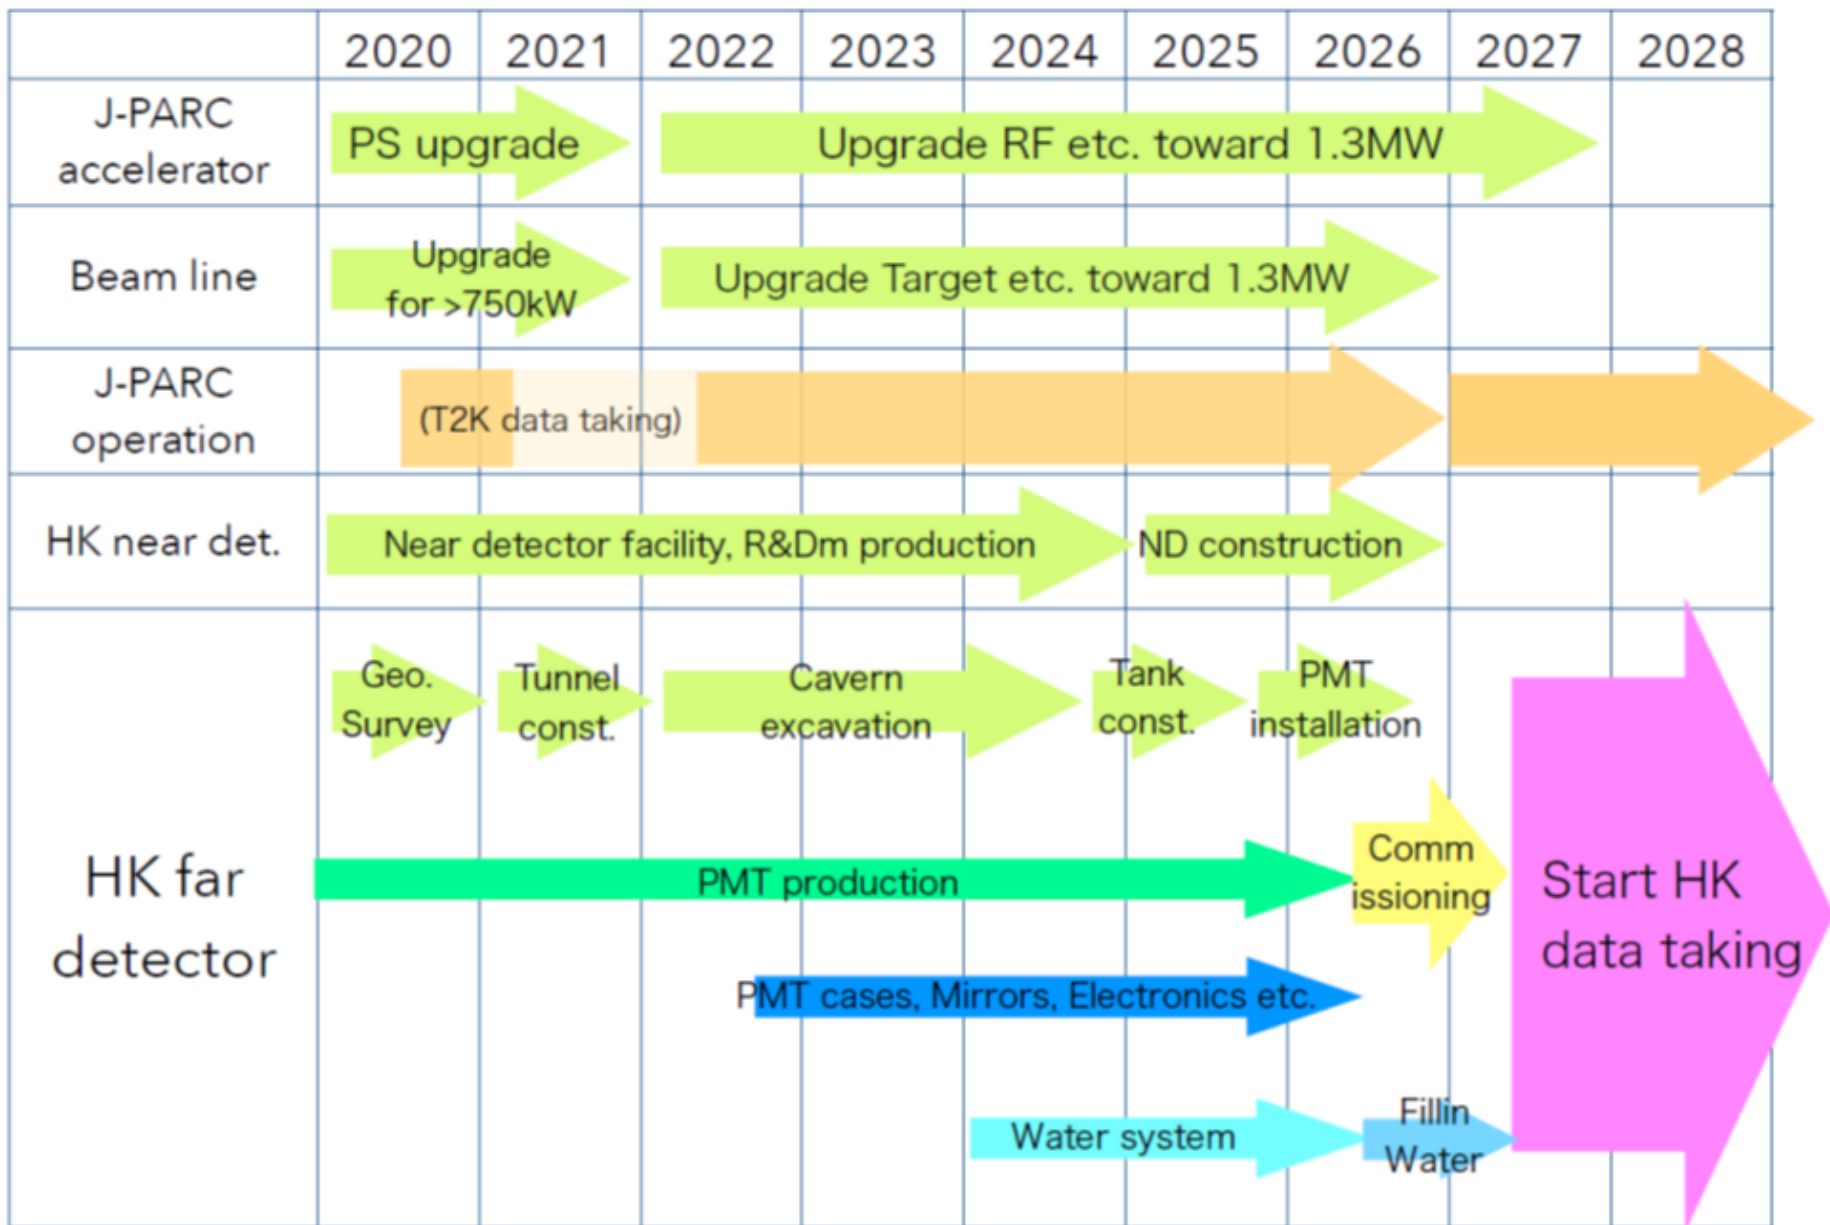 2020 2021 2022 2023 2024 2025 2026 2027 2028
J-PARC
accelerator
PS upgrade
Upgrade RF etc. toward 1.3MW
Beam line
Upgrade
for >750kW
Upgrade Target etc. toward 1.3MW
J-PARC
operation
(T2K data taking)
HK near det.
Near detector facility, R&Dm production
ND construction
HK far
detector
Geo.
Survey
Tunnel
const.
Cavern
excavation
Tank
const.
PMT
installation
PMT production
Comm
issioning
Start HK
data taking
PMT cases, Mirrors, Electronics etc.
Water system
Fillin
Water